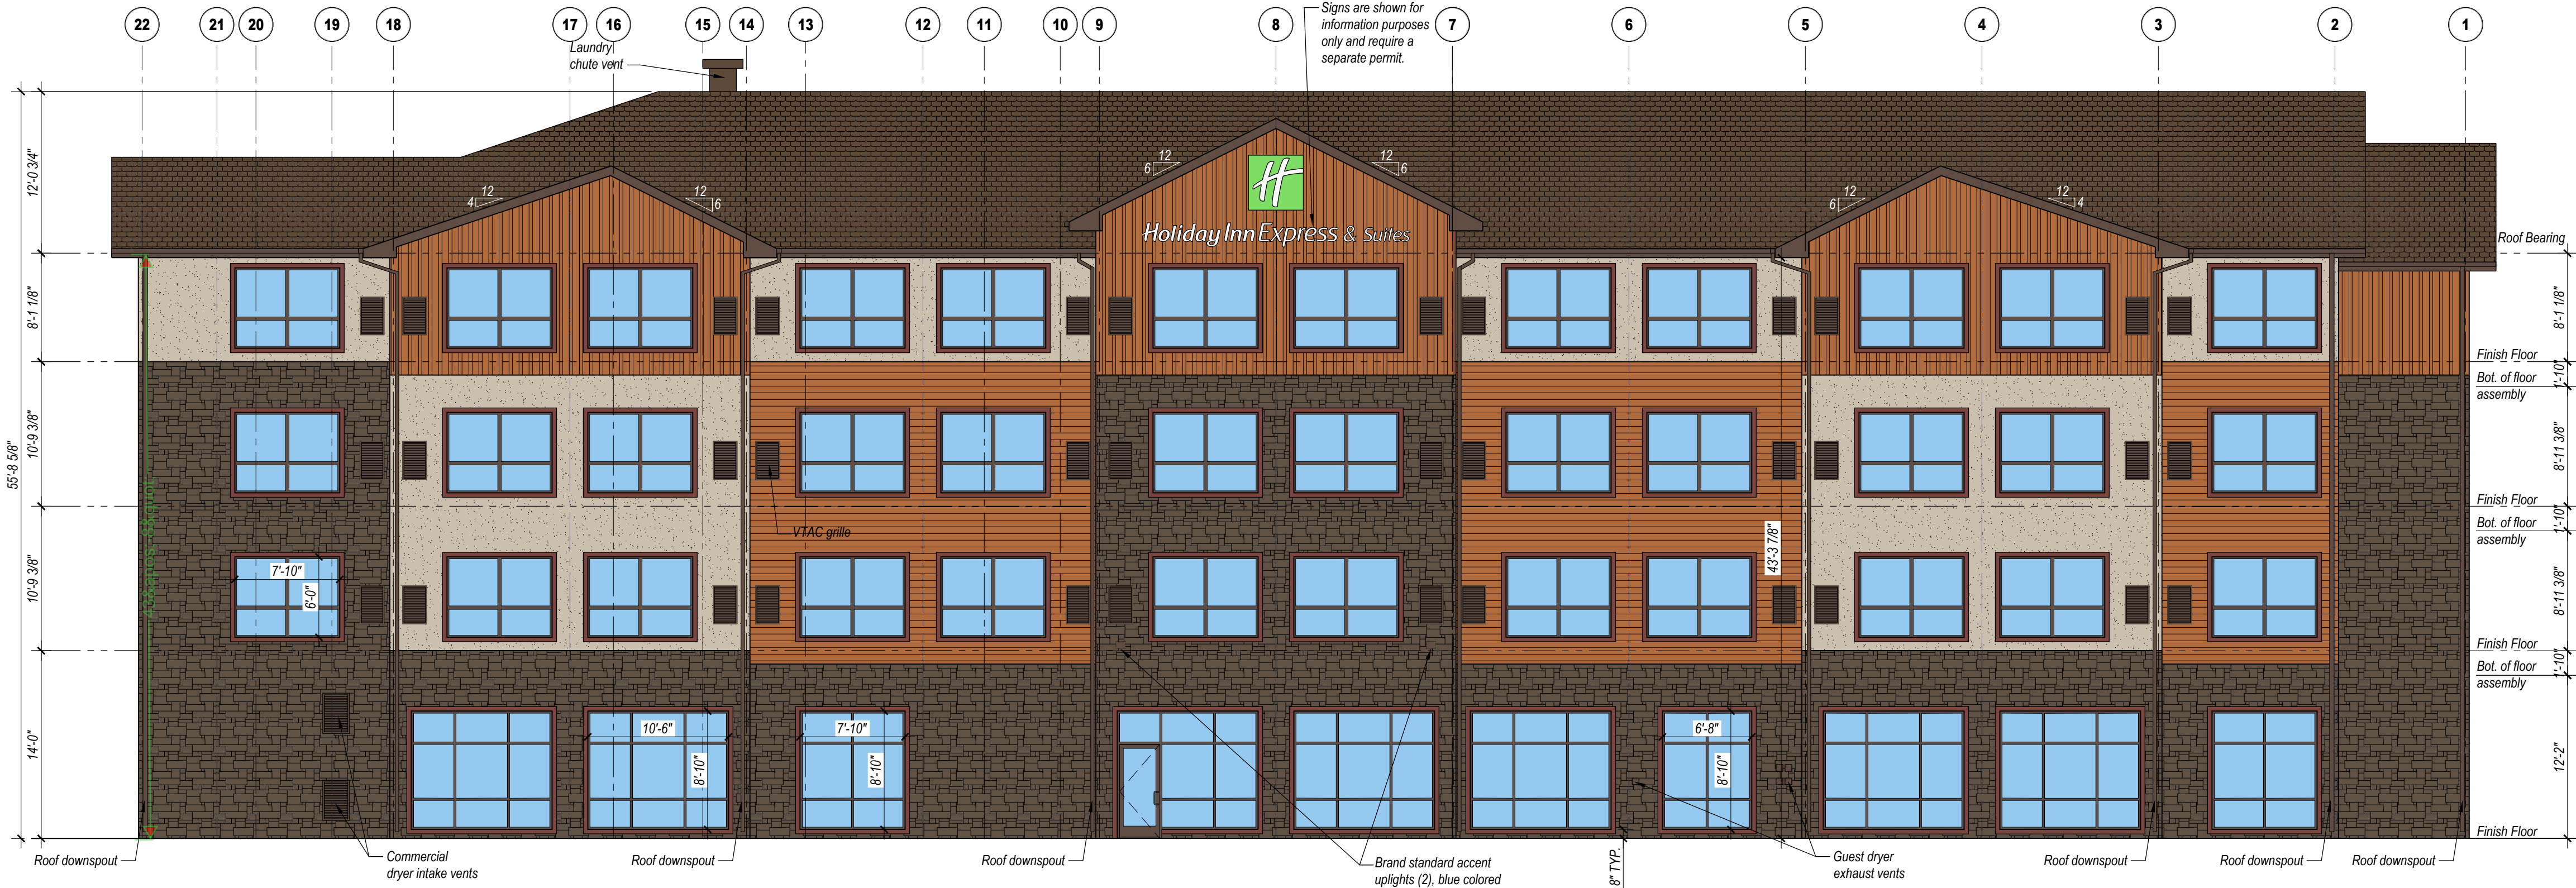 22 21 20 19 18 17 16 15 14 13 12 11 10 9 8 7 6 5 4 3 2 1
Signs are shown for
information purposes
only and require a
separate permit.
Laundry
chute vent
12
6
12
6
12
4
12
6
12
6
12
4
H
Holiday Inn Express & Suites
55'-8 5/8"
12'-0 3/4"
8'-1 1/8"
10'-9 3/8"
10'-9 3/8"
14'-0"
VTAC grille
7'-10"
6'-0"
10'-6"
8'-10"
7'-10"
8'-10"
6'-8"
8'-10"
43'-3 7/8"
8" TYP.
Roof Bearing
8'-1 1/8"
Finish Floor
1'-10"
Bot. of floor
assembly
8'-11 3/8"
Finish Floor
1'-10"
Bot. of floor
assembly
8'-11 3/8"
Finish Floor
1'-10"
Bot. of floor
assembly
12'-2"
Finish Floor
Roof downspout
Commercial
dryer intake vents
Roof downspout
Roof downspout
Brand standard accent
uplights (2), blue colored
Guest dryer
exhaust vents
Roof downspout
Roof downspout
Roof downspout